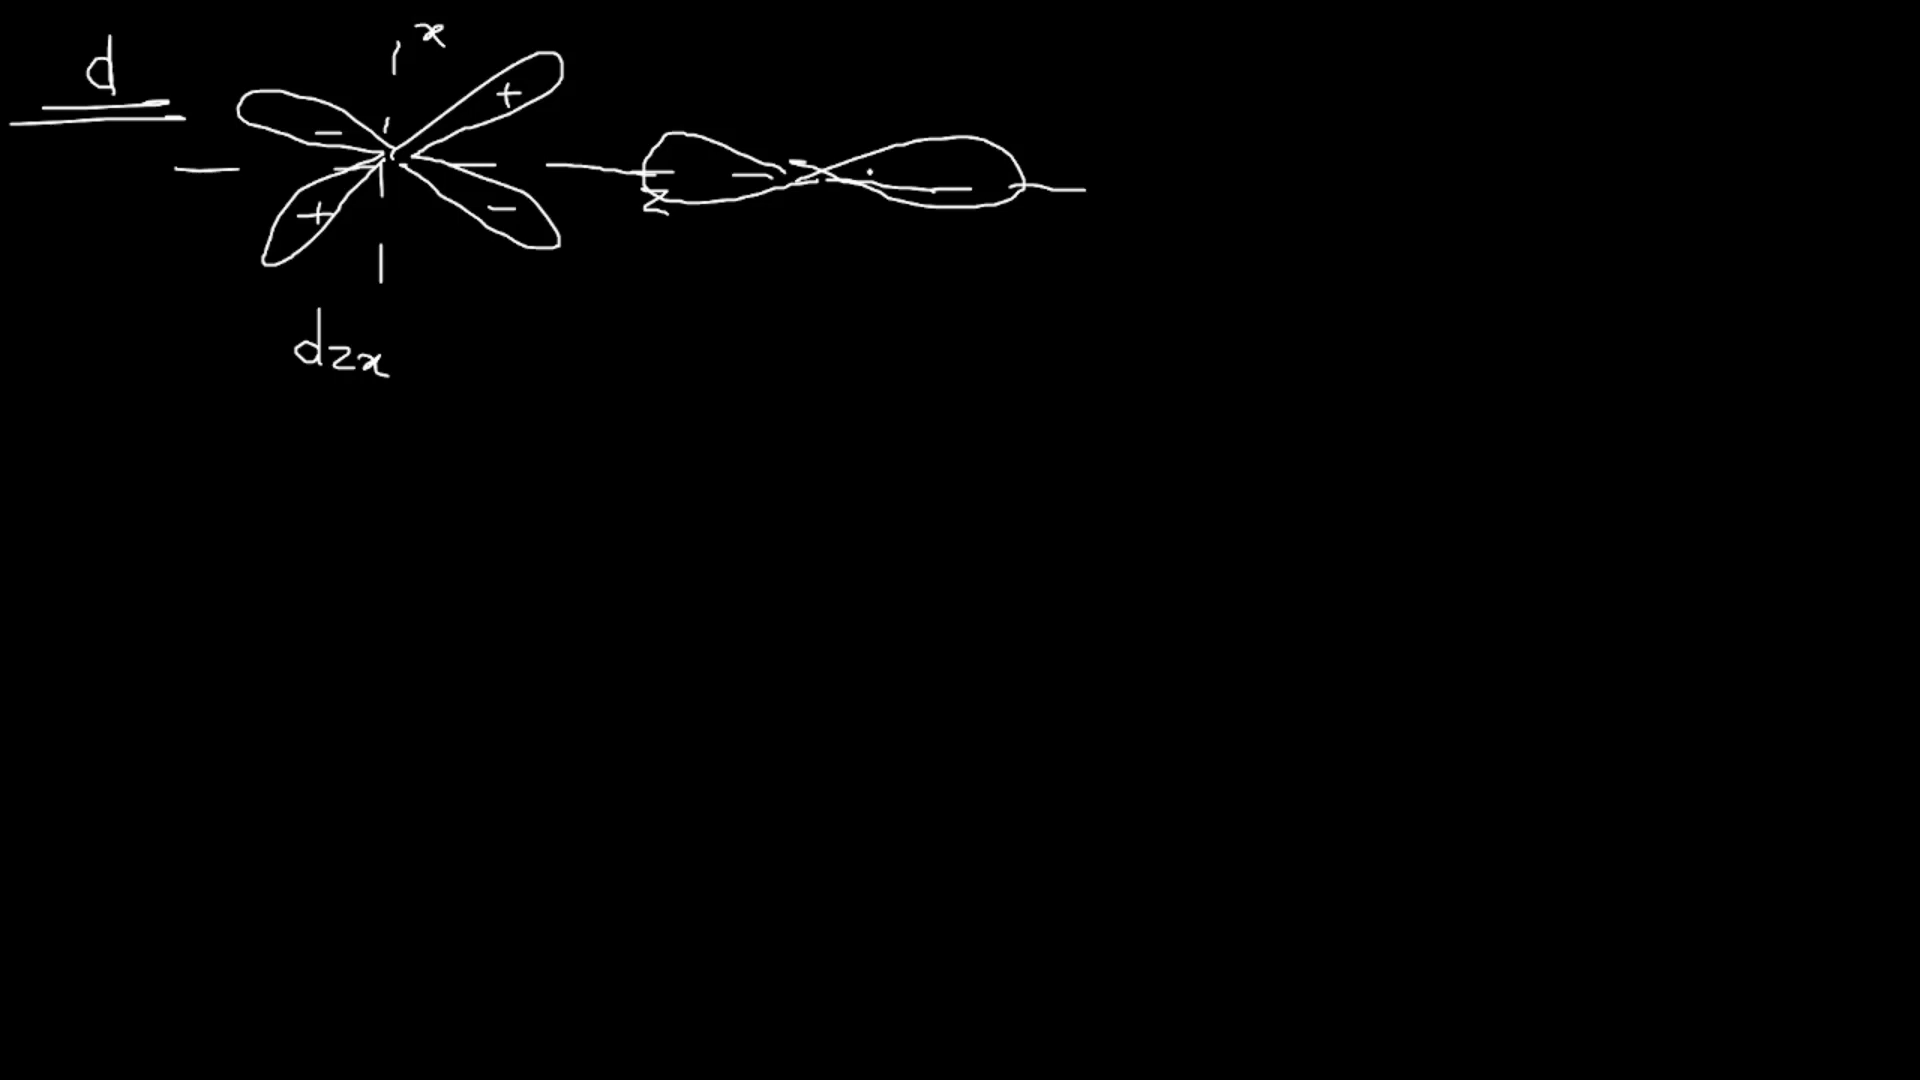 d
x
+
-
+
-
z
dzx